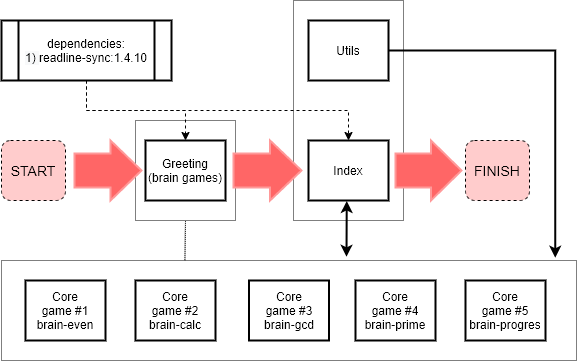 dependencies:
1) readline-sync:1.4.10
Utils
START
Greeting
(brain games)
Index
FINISH
Core
game #1
brain-even
Core
game #2
brain-calc
Core
game #3
brain-gcd
Core
game #4
brain-prime
Core
game #5
brain-progres